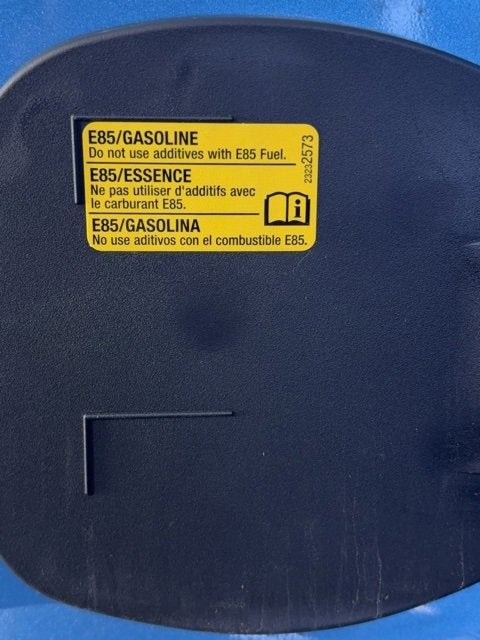 E85/GASOLINE
Do not use additives with E85 Fuel.
E85/ESSENCE
Ne pas utiliser d'additifs avec
le carburant E85.
E85/GASOLINA
No use aditivos con el combustible E85.
23232573